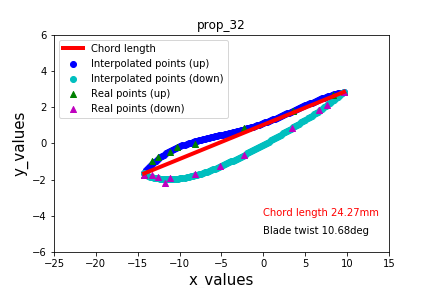 prop_32
Chord length
Interpolated points (up)
Interpolated points (down)
Real points (up)
Real points (down)
6
4
2
0
−2
−4
−6
y_values
Chord length 24.27mm
Blade twist 10.68deg
−25 −20 −15 −10 −5 0 5 10 15
x_values